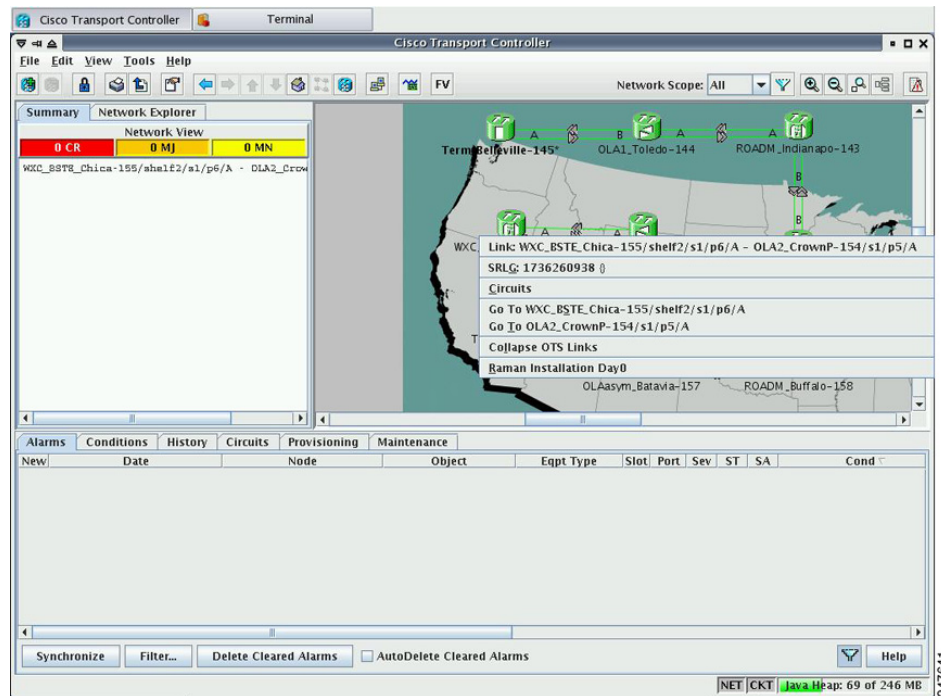 Cisco Transport Controller
Terminal
Cisco Transport Controller
File Edit View Tools Help
FV
Network Scope: All
Summary Network Explorer
Network View
0 CR 0 MJ 0 MN
WXC_BSTE_Chica-155/shelf2/s1/p6/A - OLA2_Crow
A B A A
Term_Belleville-145* OLA1_Toledo-144 ROADM_Indianapo-143
B
B
A A
WXC_
Link: WXC_BSTE_Chica-155/shelf2/s1/p6/A - OLA2_CrownP-154/s1/p5/A
SRLG: 1736260938 ()
Circuits
Go To WXC_BSTE_Chica-155/shelf2/s1/p6/A
Go To OLA2_CrownP-154/s1/p5/A
T
Collapse OTS Links
Raman Installation Day0
OLAasym_Batavia-157 ROADM_Buffalo-158
Alarms Conditions History Circuits Provisioning Maintenance
New Date Node Object Eqpt Type Slot Port Sev ST SA Cond
Synchronize Filter... Delete Cleared Alarms AutoDelete Cleared Alarms Help
NET CKT Java Heap: 69 of 246 MB